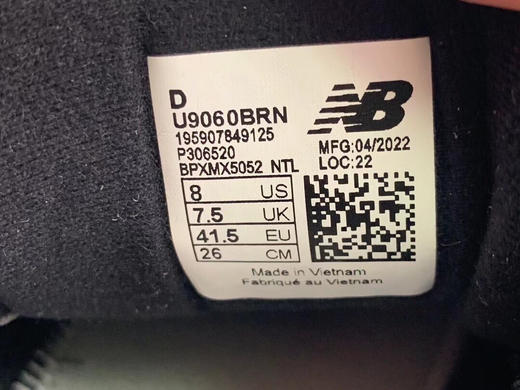 D
U9060BRN
195907849125
P306520
BPXMX5052 NTL
NB
MFG:04/2022
LOC:22
8 US
7.5 UK
41.5 EU
26 CM
Made in Vietnam
Fabriqué au Vietnam